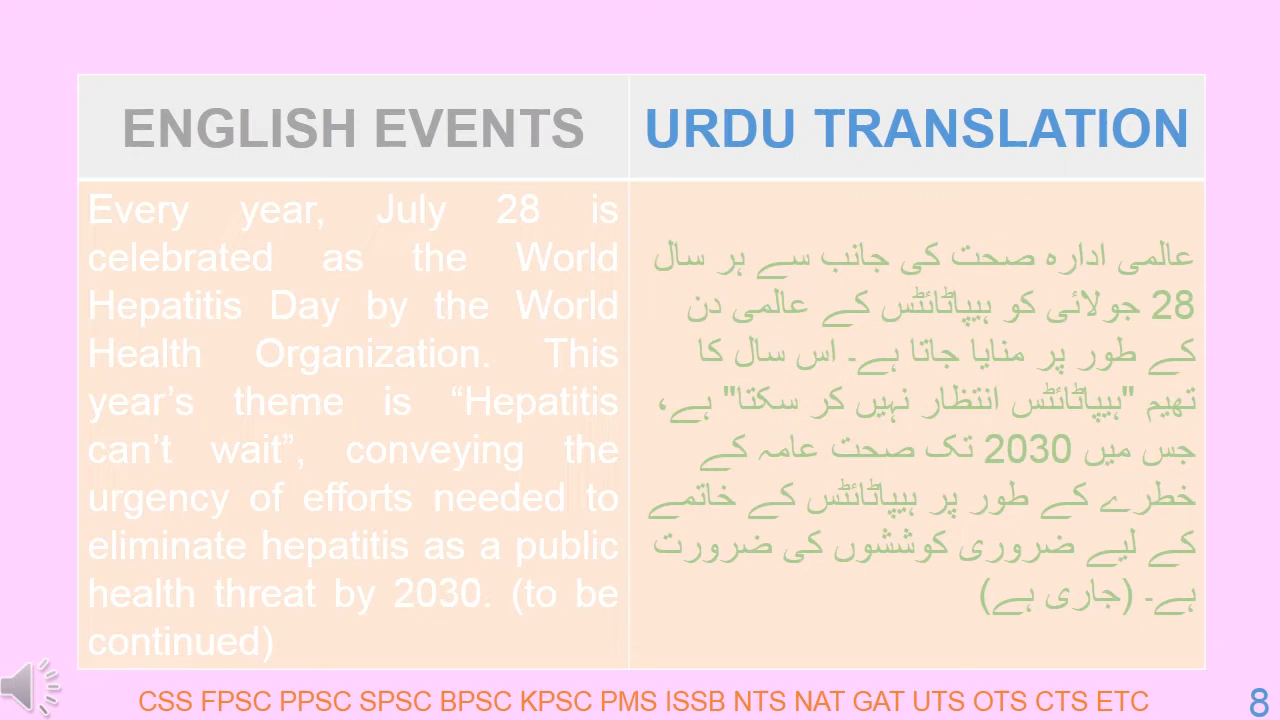 ENGLISH EVENTS
URDU TRANSLATION
Every year, July 28 is
celebrated as the World
Hepatitis Day by the World
Health Organization. This
year’s theme is “Hepatitis
can’t wait”, conveying the
urgency of efforts needed to
eliminate hepatitis as a public
health threat by 2030. (to be
continued)
عالمی ادارہ صحت کی جانب سے ہر سال
28 جولائی کو ہیپاٹائٹس کے عالمی دن
کے طور پر منایا جاتا ہے۔ اس سال کا
تھیم "ہیپاٹائٹس انتظار نہیں کر سکتا" ہے،
جس میں 2030 تک صحت عامہ کے
خطرے کے طور پر ہیپاٹائٹس کے خاتمے
کے لیے ضروری کوششوں کی ضرورت
ہے۔ (جاری ہے)
CSS FPSC PPSC SPSC BPSC KPSC PMS ISSB NTS NAT GAT UTS OTS CTS ETC
8